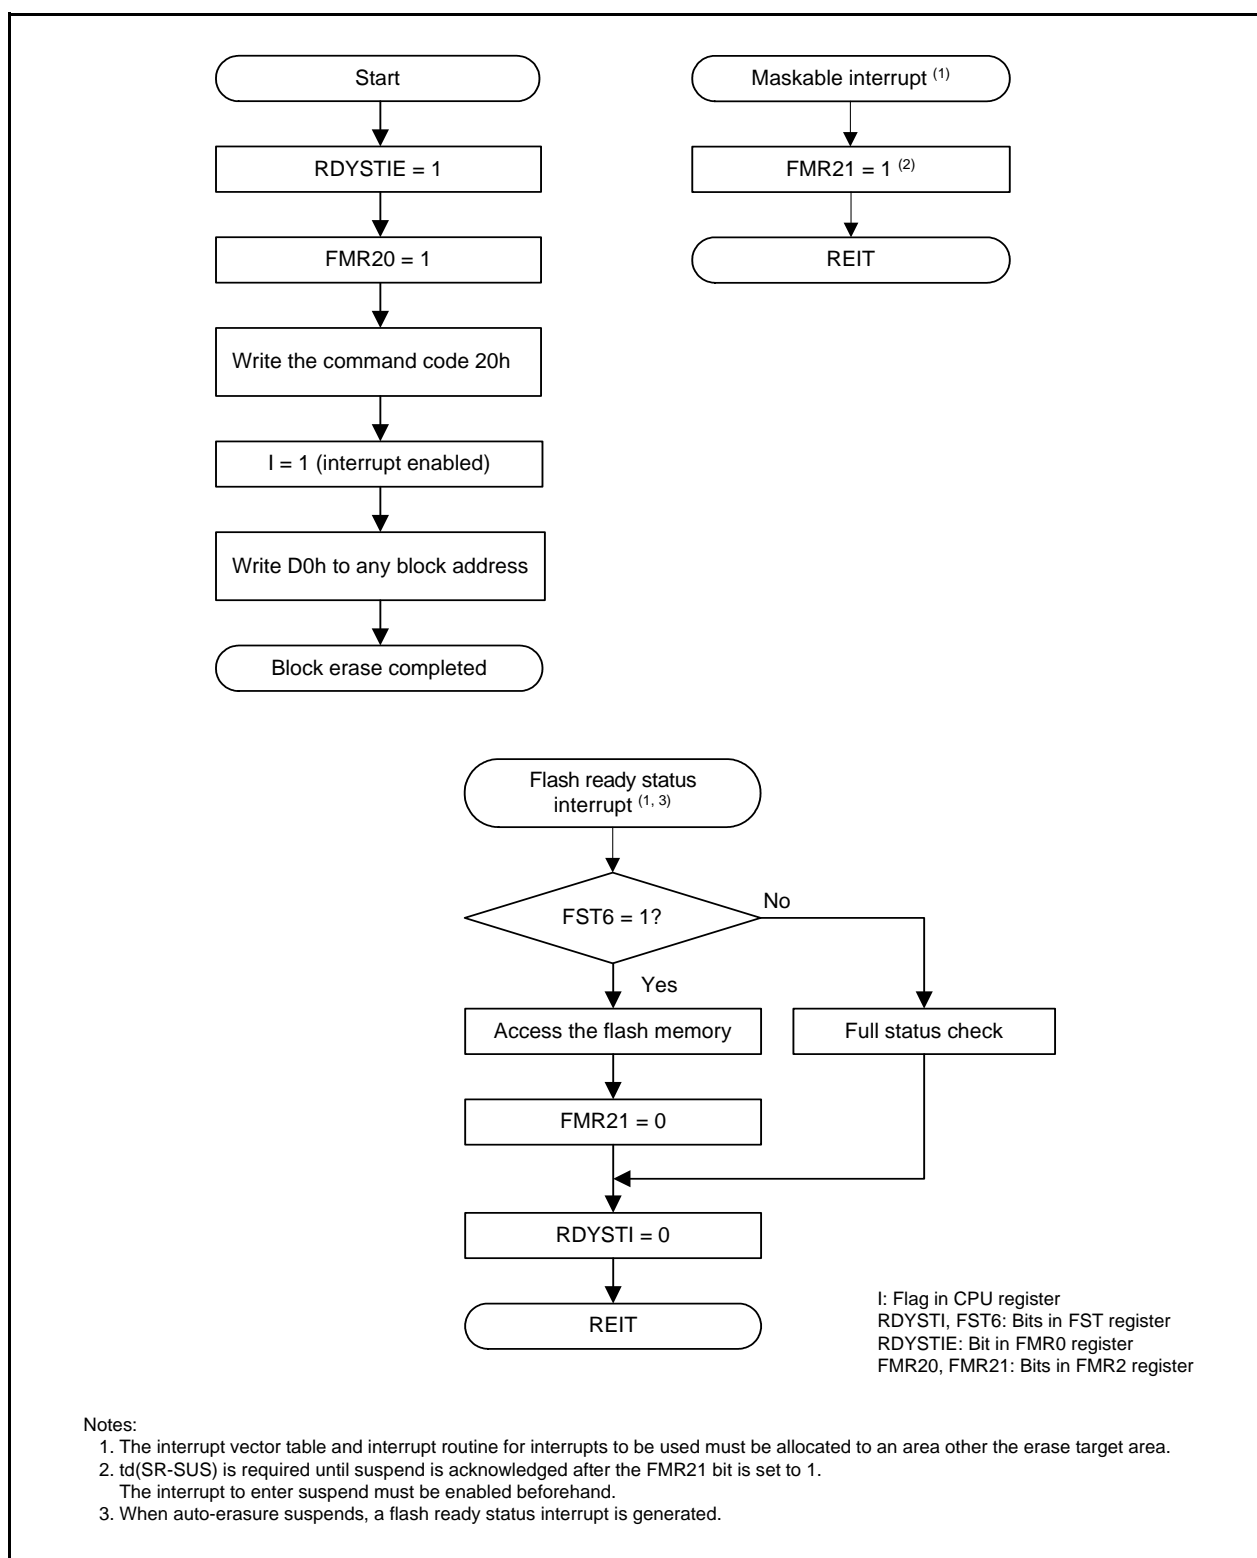 Start
RDYSTIE = 1
FMR20 = 1
Write the command code 20h
I = 1 (interrupt enabled)
Write D0h to any block address
Block erase completed
Maskable interrupt (1)
FMR21 = 1 (2)
REIT
Flash ready status
interrupt (1, 3)
FST6 = 1?
No
Yes
Access the flash memory
Full status check
FMR21 = 0
RDYSTI = 0
REIT
I: Flag in CPU register
RDYSTI, FST6: Bits in FST register
RDYSTIE: Bit in FMR0 register
FMR20, FMR21: Bits in FMR2 register
Notes:
1. The interrupt vector table and interrupt routine for interrupts to be used must be allocated to an area other the erase target area.
2. td(SR-SUS) is required until suspend is acknowledged after the FMR21 bit is set to 1.
The interrupt to enter suspend must be enabled beforehand.
3. When auto-erasure suspends, a flash ready status interrupt is generated.